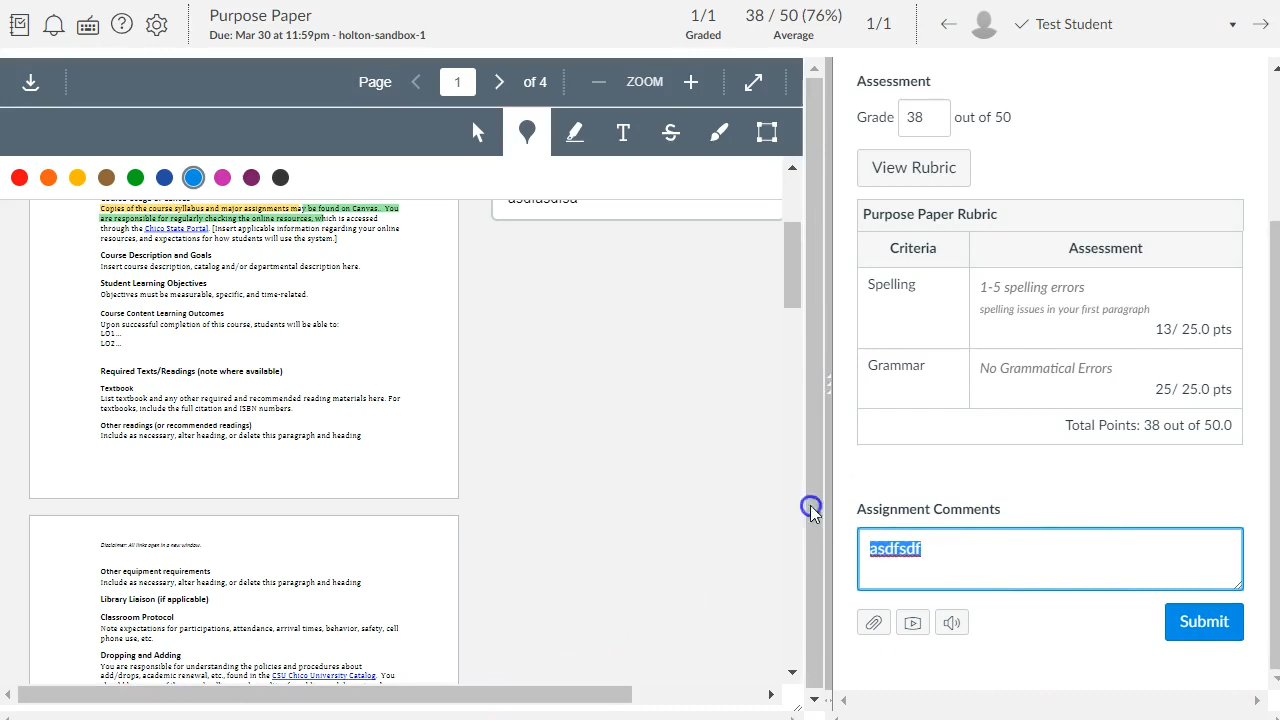 Purpose Paper
Due: Mar 30 at 11:59pm - holton-sandbox-1
1/1
Graded
38 / 50 (76%)
Average
1/1
Test Student
Page
1
of 4
ZOOM
T
S
Copies of the course syllabus and major assignments may be found on Canvas. You
are responsible for regularly checking the online resources, which is accessed
through the Chico State Portal. [Insert applicable information regarding your online
resources, and expectations for how students will use the system.]
Course Description and Goals
Insert course description, catalog and/or departmental description here.
Student Learning Objectives
Objectives must be measurable, specific, and time-related.
Course Content Learning Outcomes
Upon successful completion of this course, students will be able to:
LO1...
LO2...
Required Texts/Readings (note where available)
Textbook
List textbook and any other required and recommended reading materials here. For
textbooks, include the full citation and ISBN numbers.
Other readings (or recommended readings)
Include as necessary, alter heading, or delete this paragraph and heading
Disclaimer: All links open in a new window.
Other equipment requirements
Include as necessary, alter heading, or delete this paragraph and heading
Library Liaison (if applicable)
Classroom Protocol
Note expectations for participations, attendance, arrival times, behavior, safety, cell
phone use, etc.
Dropping and Adding
You are responsible for understanding the policies and procedures about
add/drops, academic renewal, etc., found in the CSU Chico University Catalog. You
Assessment
Grade 38 out of 50
View Rubric
Purpose Paper Rubric
Criteria Assessment
Spelling
1-5 spelling errors
spelling issues in your first paragraph
13/ 25.0 pts
Grammar
No Grammatical Errors
25/ 25.0 pts
Total Points: 38 out of 50.0
Assignment Comments
asdfsdf
Submit